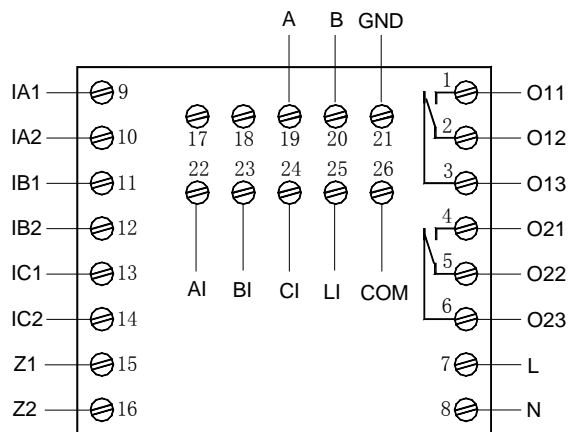 A B GND
IA1 9 1 O11
17 18 19 20 21
IA2 10 2 O12
22 23 24 25 26
IB1 11 3 O13
IB2 12 4 O21
IC1 13 5 O22
AI BI CI LI COM
IC2 14 6 O23
Z1 15 7 L
Z2 16 8 N